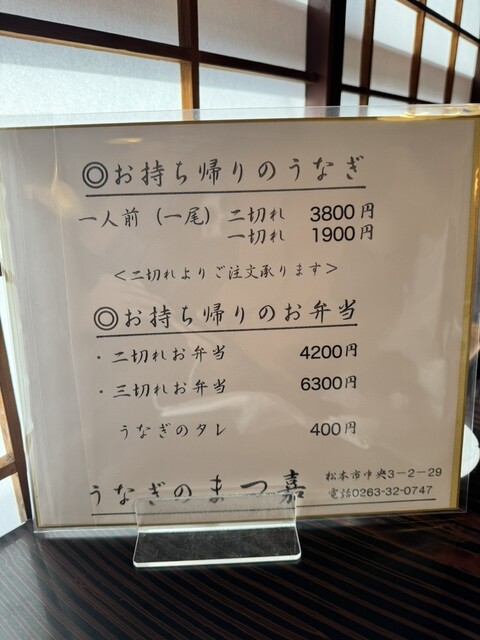 ◎お持ち帰りのうなぎ
一人前（一尾）二切れ 3800円
一切れ 1900円
＜二切れよりご注文承ります＞
◎お持ち帰りのお弁当
・二切れお弁当 4200円
・三切れお弁当 6300円
うなぎのタレ 400円
うなぎのまつ嘉
松本市中央3-2-29
電話0263-32-0747